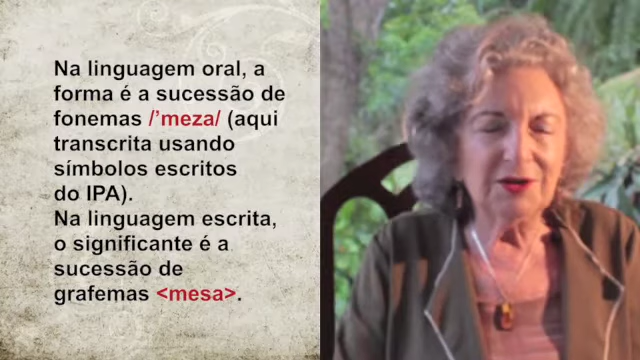 Na linguagem oral, a
forma é a sucessão de
fonemas /’meza/ (aqui
transcrita usando
símbolos escritos
do IPA).
Na linguagem escrita,
o significante é a
sucessão de
grafemas <mesa>.